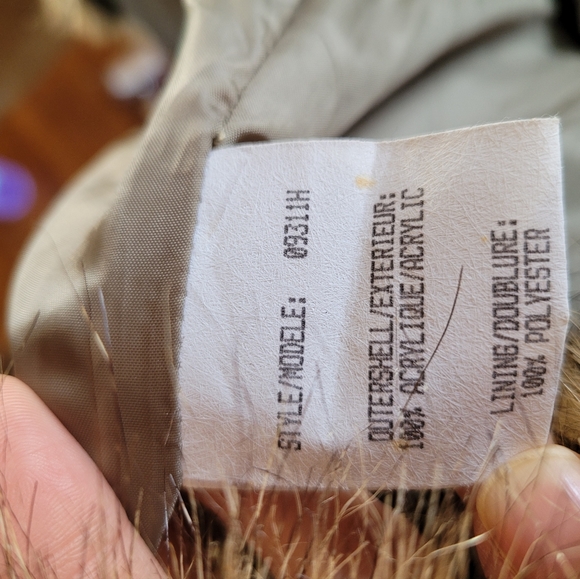 STYLE/MODELE: 09311H
OUTERSHELL/EXTERIEUR:
100% ACRYLIQUE/ACRYLIC
LINING/DOUBLURE:
100% POLYESTER